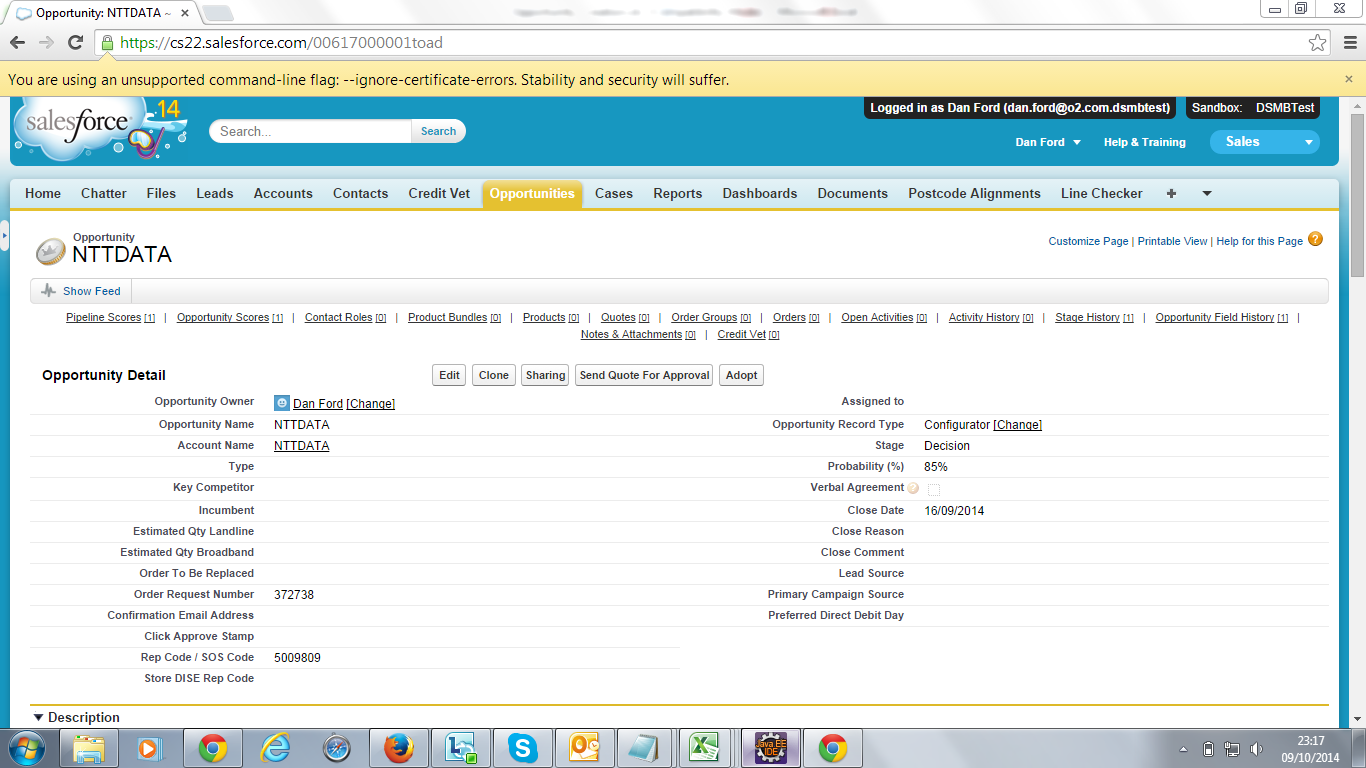 Opportunity: NTTDATA ~
https://cs22.salesforce.com/00617000001toad
You are using an unsupported command-line flag: --ignore-certificate-errors. Stability and security will suffer.
salesforce '14
Search... Search
Logged in as Dan Ford (dan.ford@o2.com.dsmbtest) Sandbox: DSMBTest
Dan Ford Help & Training Sales
Home Chatter Files Leads Accounts Contacts Credit Vet Opportunities Cases Reports Dashboards Documents Postcode Alignments Line Checker +
Opportunity
NTTDATA
Customize Page | Printable View | Help for this Page ?
Show Feed
Pipeline Scores [1] | Opportunity Scores [1] | Contact Roles [0] | Product Bundles [0] | Products [0] | Quotes [0] | Order Groups [0] | Orders [0] | Open Activities [0] | Activity History [0] | Stage History [1] | Opportunity Field History [1] |
Notes & Attachments [0] | Credit Vet [0]
Opportunity Detail Edit Clone Sharing Send Quote For Approval Adopt
Opportunity Owner Dan Ford [Change] Assigned to
Opportunity Name NTTDATA Opportunity Record Type Configurator [Change]
Account Name NTTDATA Stage Decision
Type Probability (%) 85%
Key Competitor Verbal Agreement ?
Incumbent Close Date 16/09/2014
Estimated Qty Landline Close Reason
Estimated Qty Broadband Close Comment
Order To Be Replaced Lead Source
Order Request Number 372738 Primary Campaign Source
Confirmation Email Address Preferred Direct Debit Day
Click Approve Stamp
Rep Code / SOS Code 5009809
Store DISE Rep Code
Description
Java EE
IDE
23:17
09/10/2014